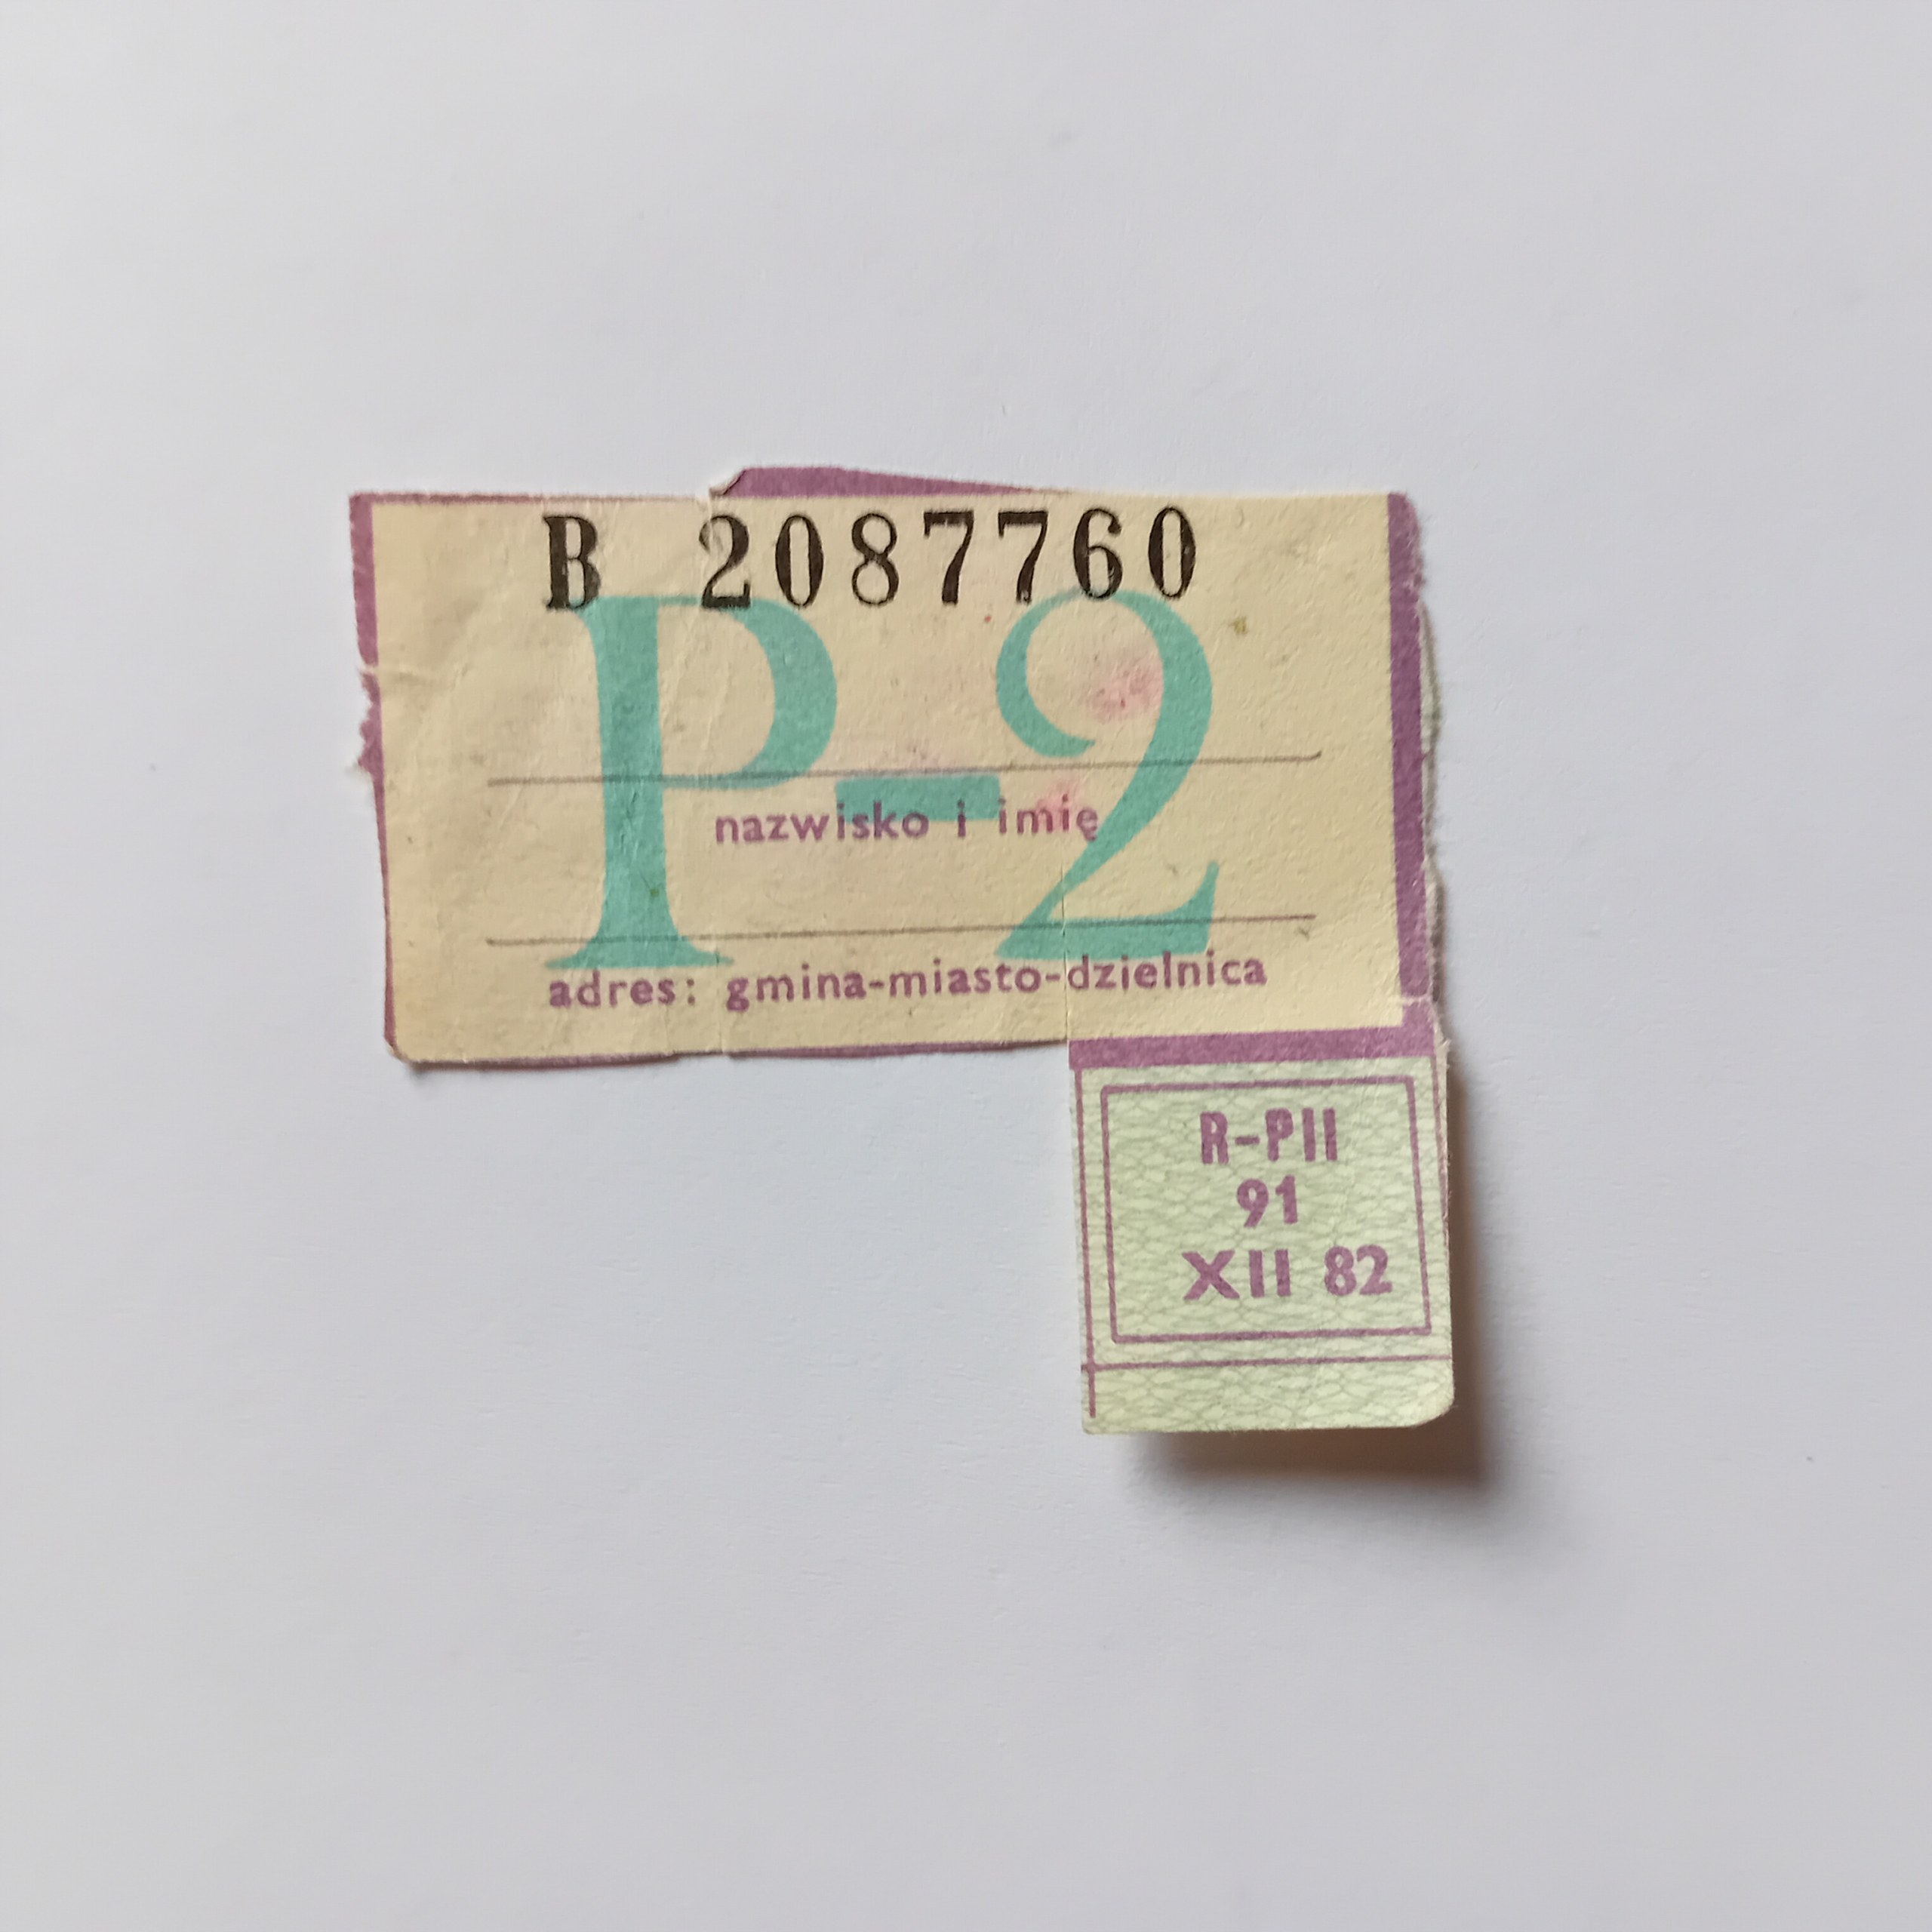 B 2087760
P-2
nazwisko i imię
adres: gmina-miasto-dzielnica
R-PII
91
XII 82